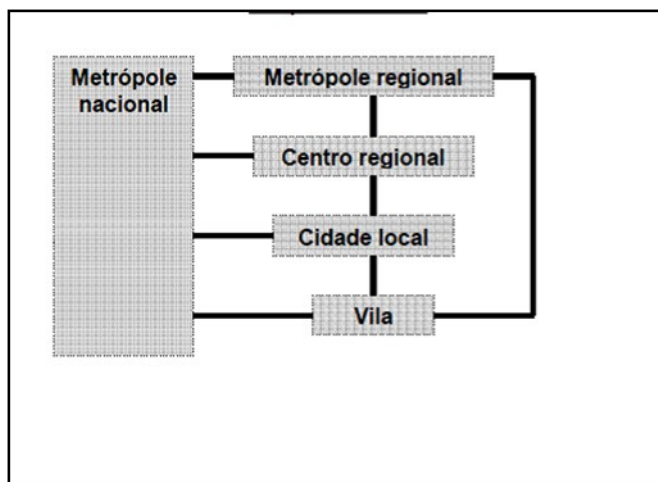 Metrópole
nacional
Metrópole regional
Centro regional
Cidade local
Vila